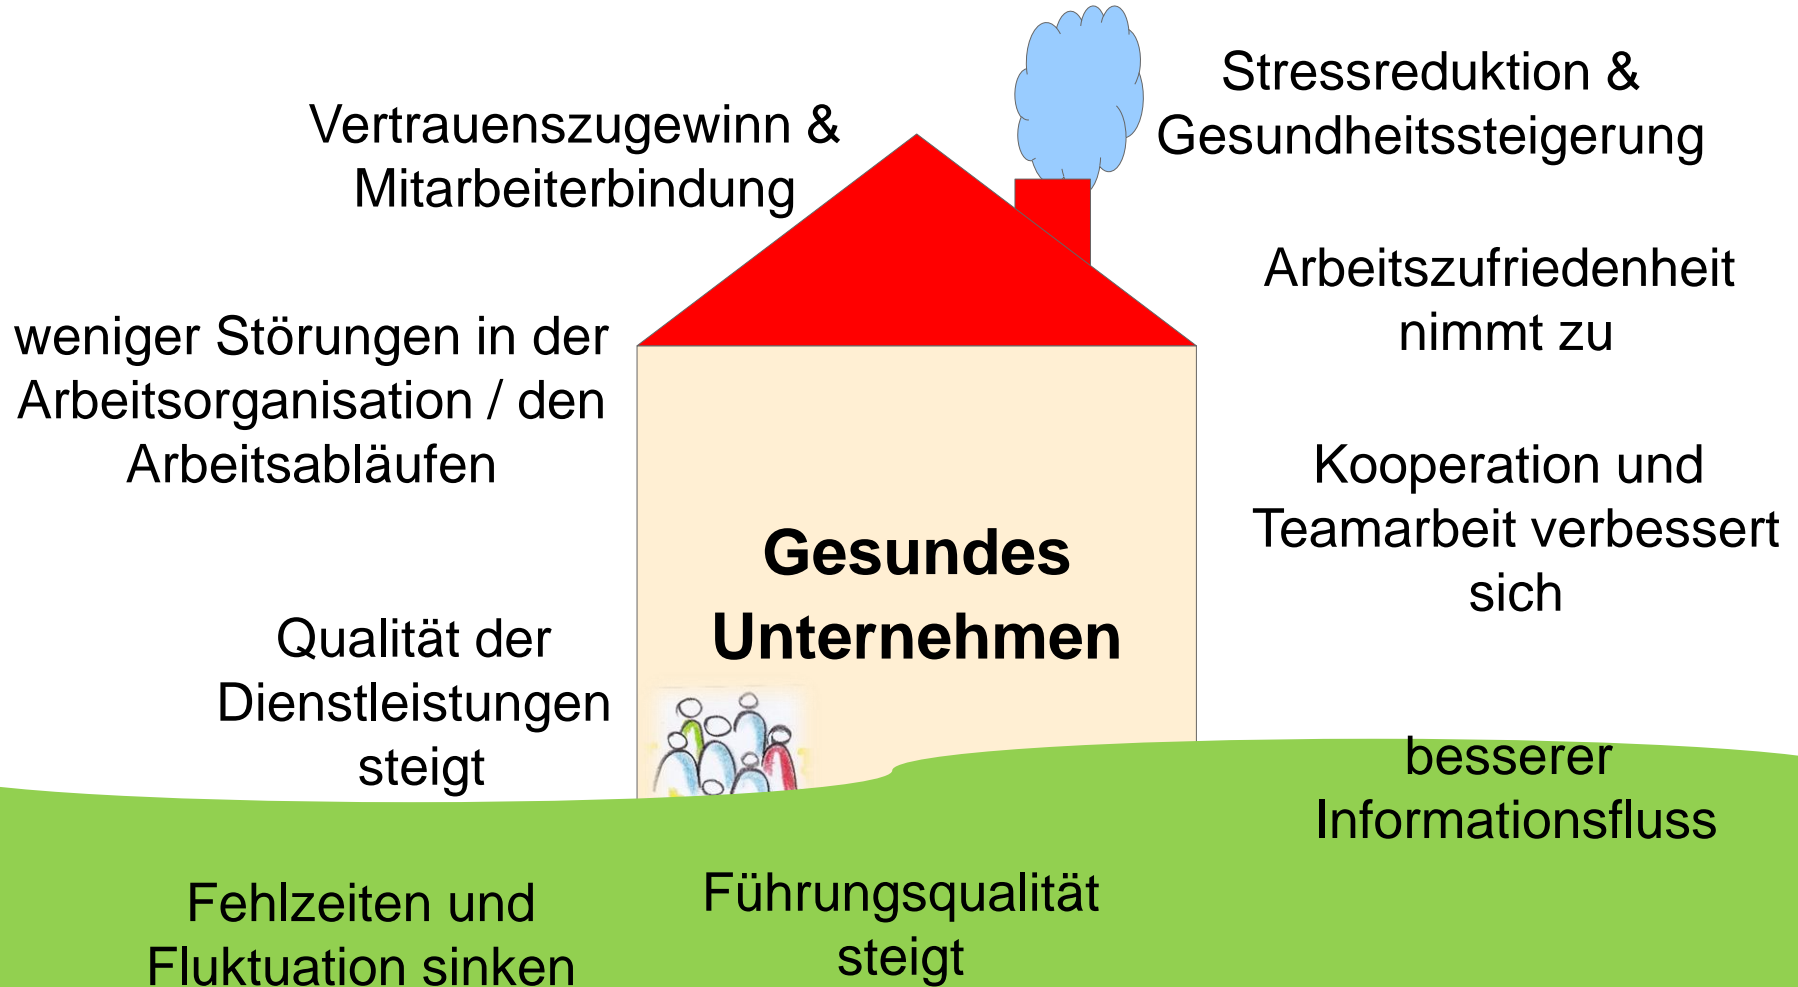 Vertrauenszugewinn &
Mitarbeiterbindung
Stressreduktion &
Gesundheitssteigerung
weniger Störungen in der
Arbeitsorganisation / den
Arbeitsabläufen
Arbeitszufriedenheit
nimmt zu
Kooperation und
Teamarbeit verbessert
sich
Gesundes
Unternehmen
Qualität der
Dienstleistungen
steigt
besserer
Informationsfluss
Fehlzeiten und
Fluktuation sinken
Führungsqualität
steigt